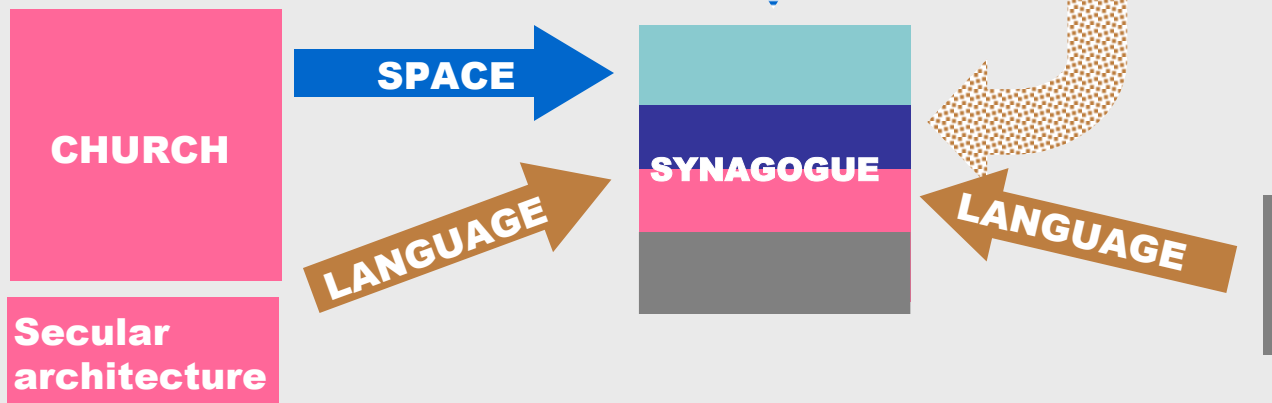 SPACE
CHURCH
SYNAGOGUE
LANGUAGE
LANGUAGE
Secular
architecture